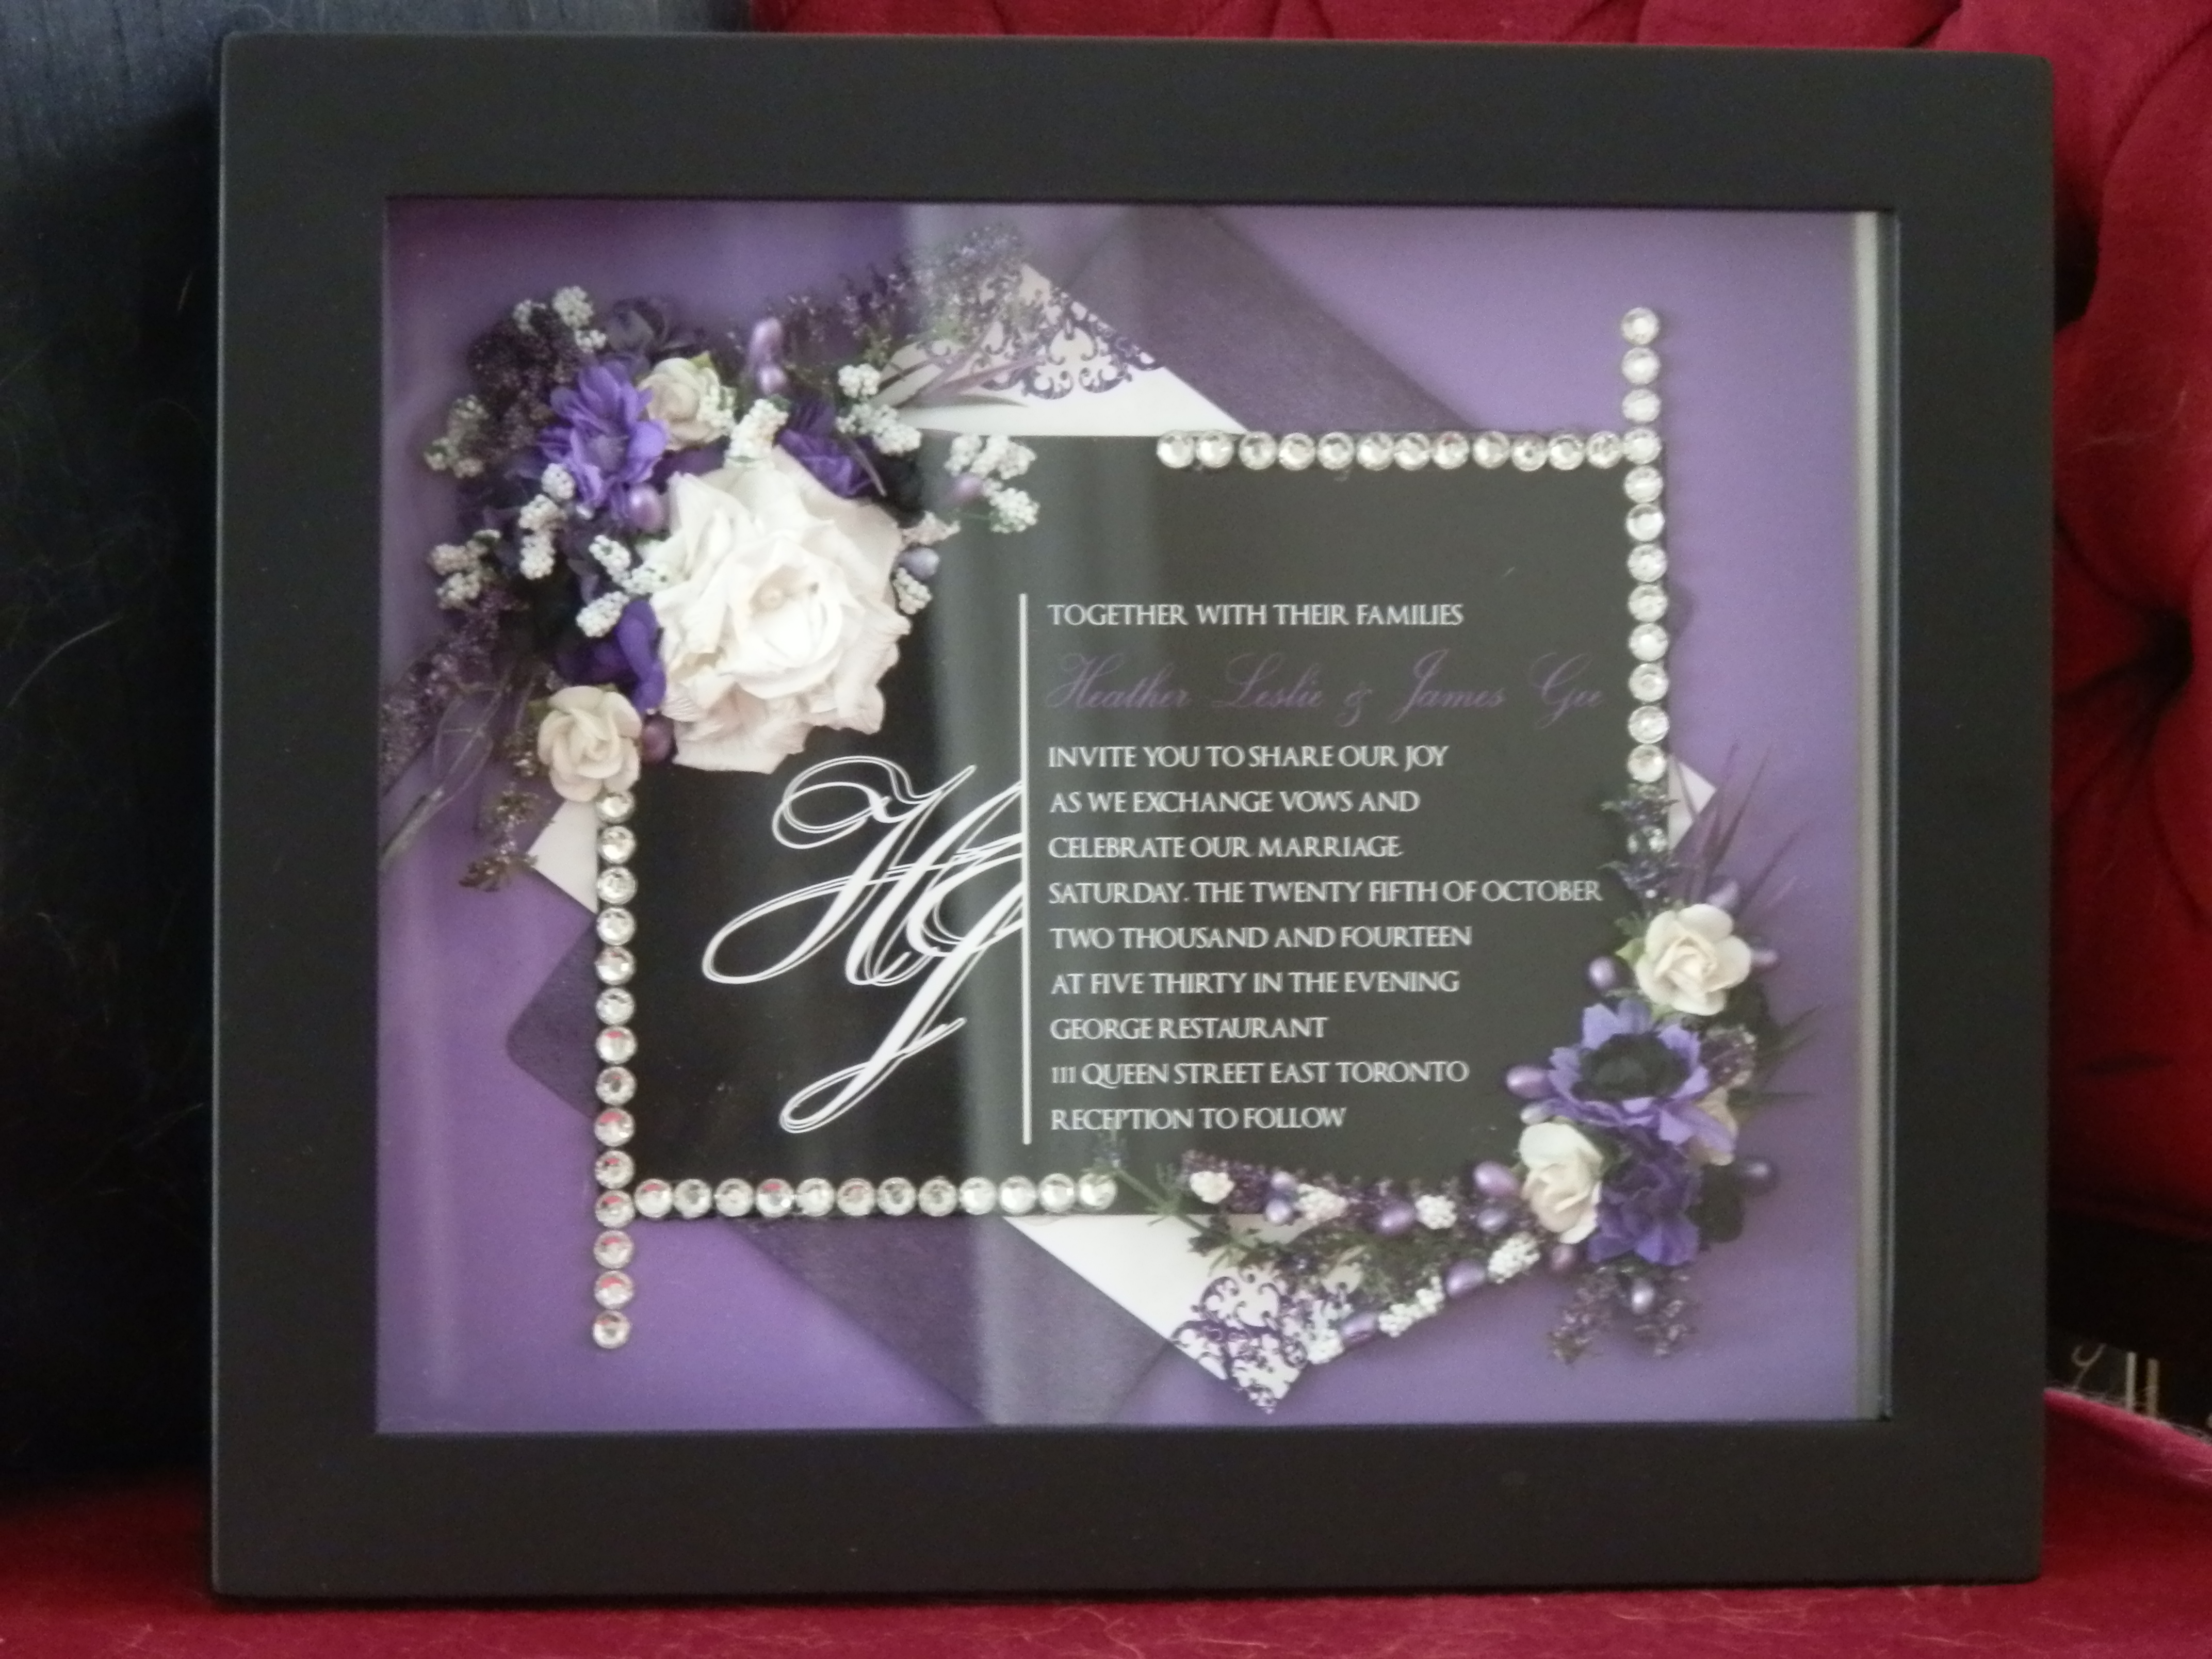 HJ
TOGETHER WITH THEIR FAMILIES
Heather Leslie & James Gee
INVITE YOU TO SHARE OUR JOY
AS WE EXCHANGE VOWS AND
CELEBRATE OUR MARRIAGE
SATURDAY, THE TWENTY FIFTH OF OCTOBER
TWO THOUSAND AND FOURTEEN
AT FIVE THIRTY IN THE EVENING
GEORGE RESTAURANT
111 QUEEN STREET EAST TORONTO
RECEPTION TO FOLLOW